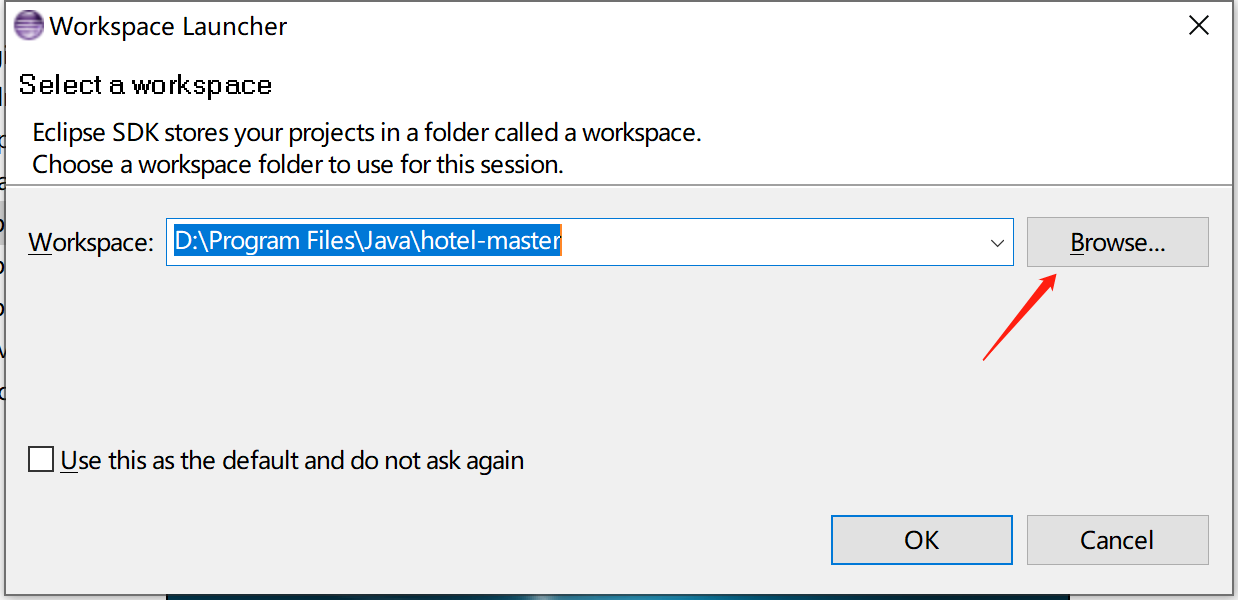 Workspace Launcher
Select a workspace
Eclipse SDK stores your projects in a folder called a workspace.
Choose a workspace folder to use for this session.
Workspace: D:\Program Files\Java\hotel-master Browse...
Use this as the default and do not ask again
OK Cancel